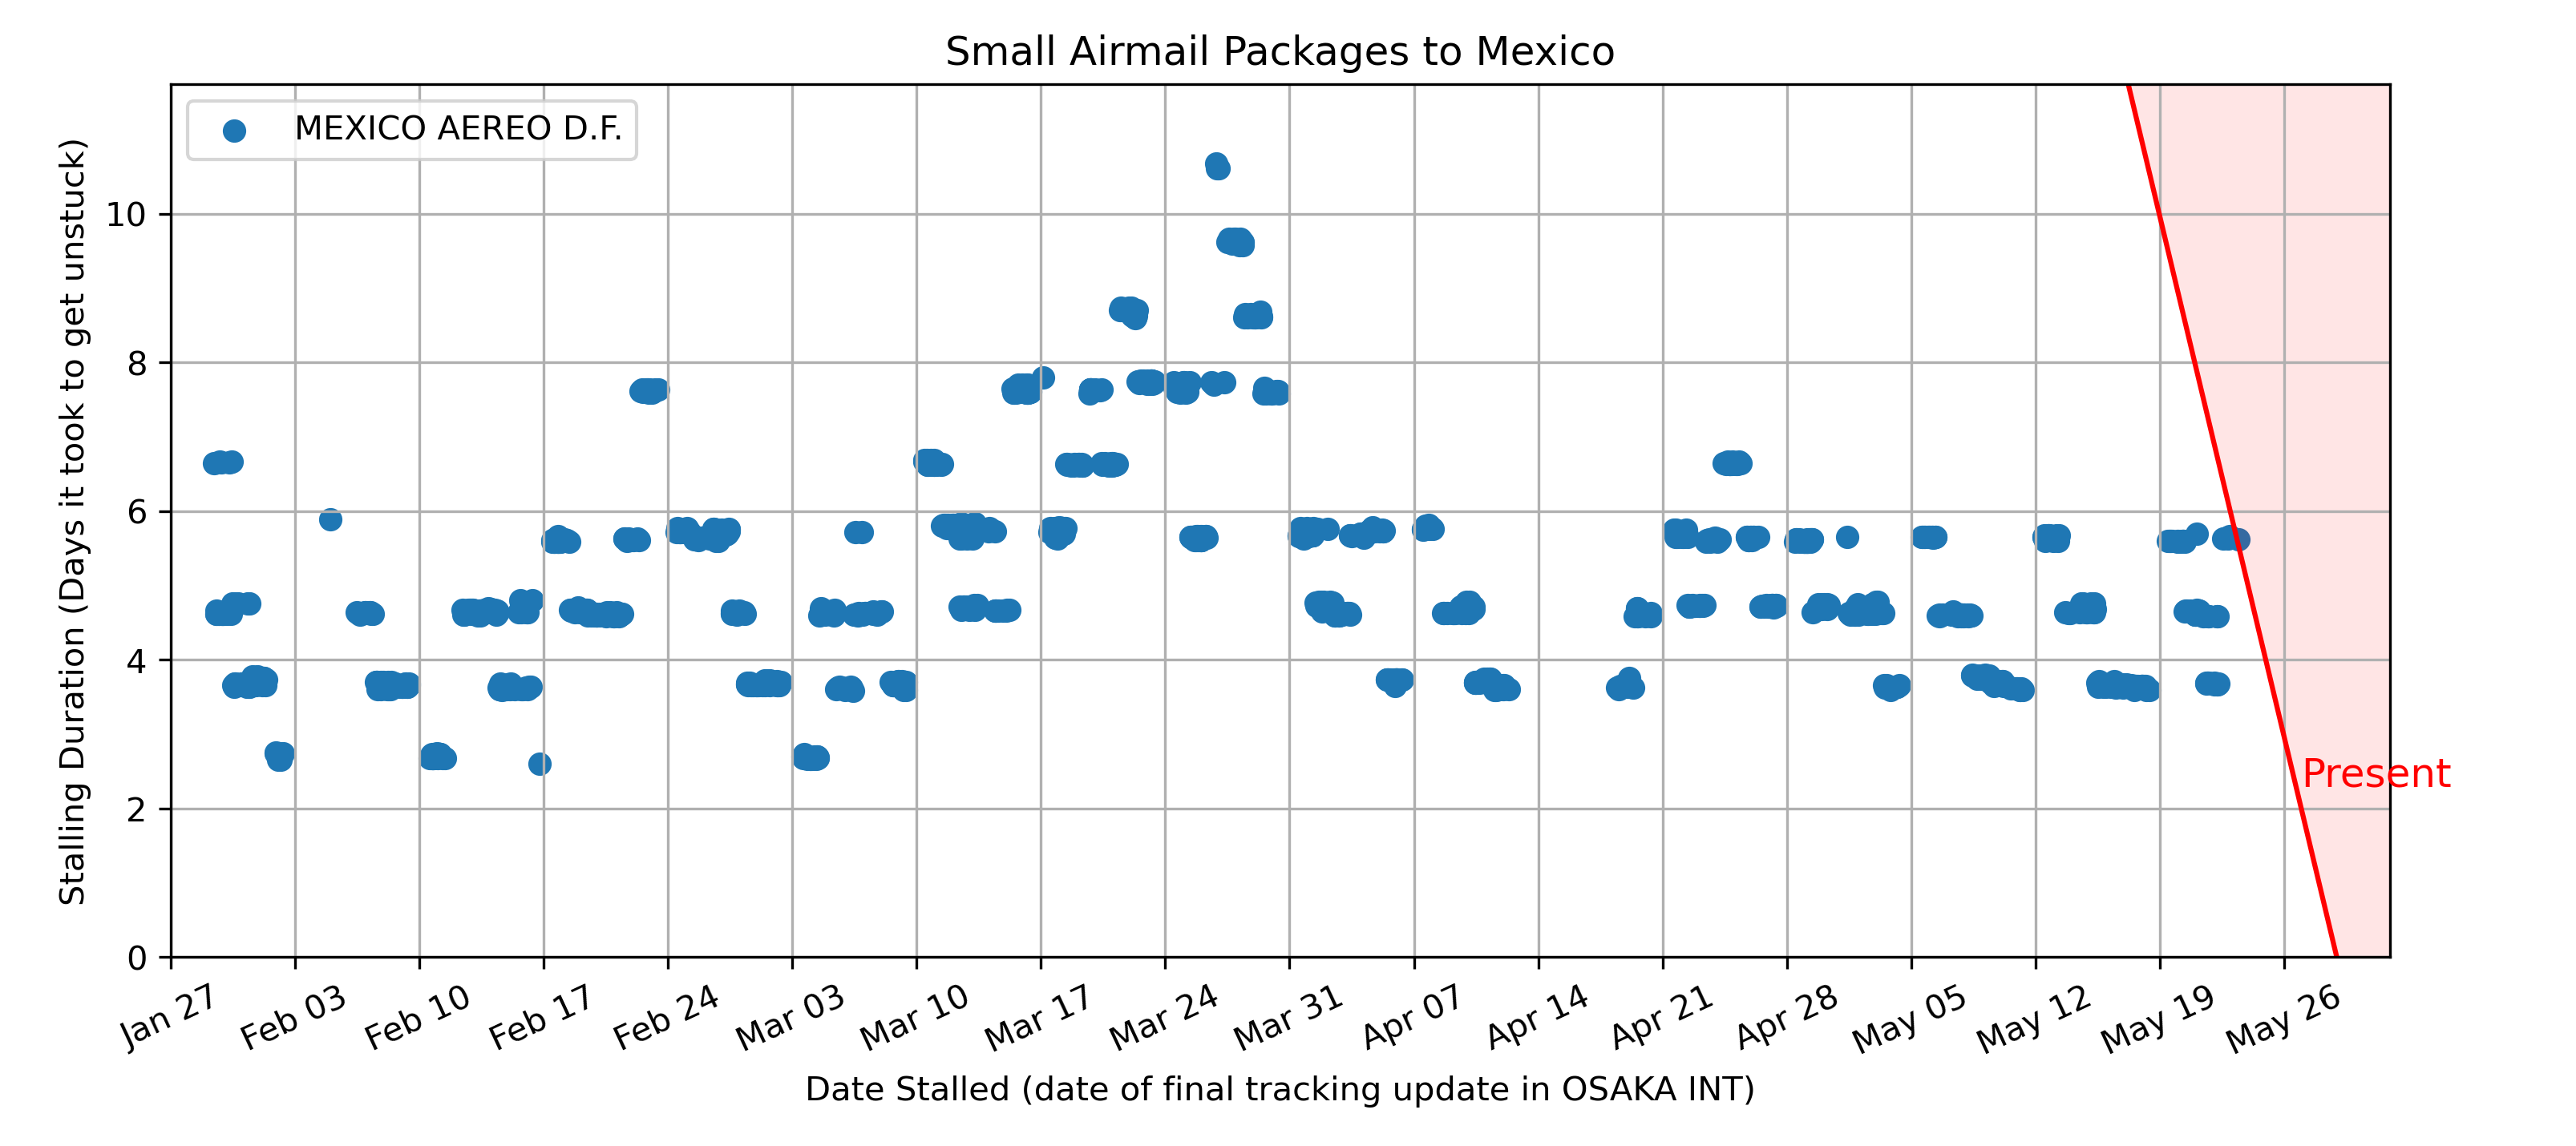 Small Airmail Packages to Mexico
MEXICO AEREO D.F.
Stalling Duration (Days it took to get unstuck)
10
8
6
4
2
0
Present
Jan 27
Feb 03
Feb 10
Feb 17
Feb 24
Mar 03
Mar 10
Mar 17
Mar 24
Mar 31
Apr 07
Apr 14
Apr 21
Apr 28
May 05
May 12
May 19
May 26
Date Stalled (date of final tracking update in OSAKA INT)